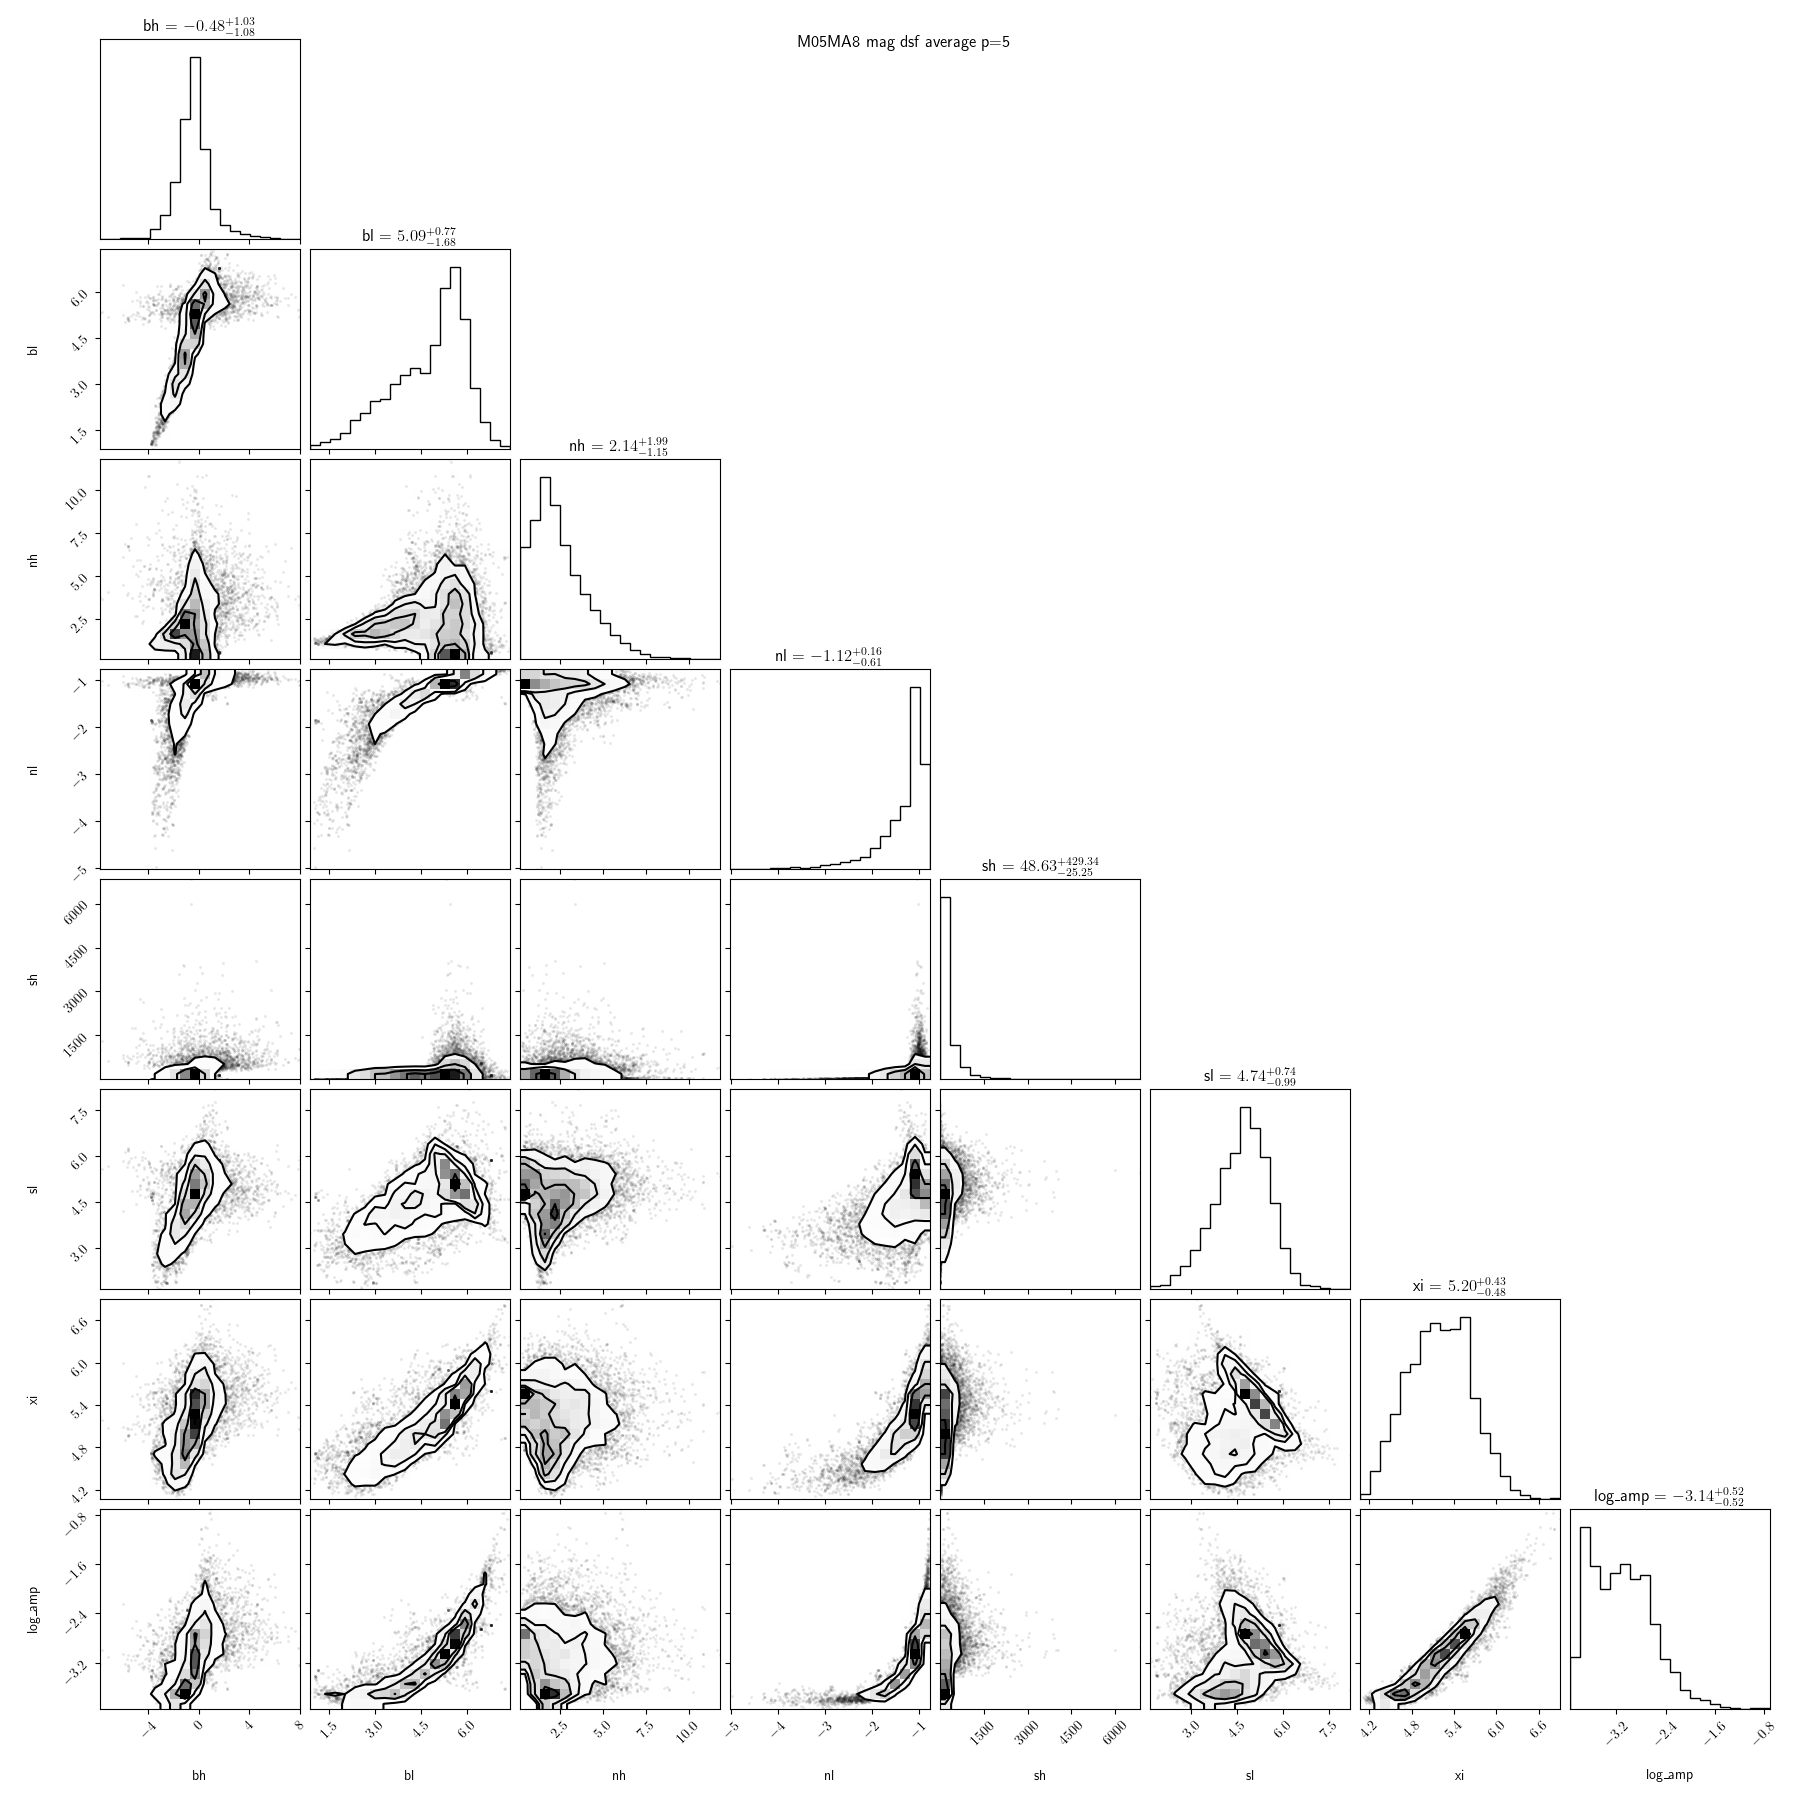 bh = −0.48+1.03−1.08
M05MA8 mag dsf average p=5
bl = 5.09+0.77−1.68
bl
6.0
4.5
3.0
1.5
nh = 2.14+1.99−1.15
nh
10.0
7.5
5.0
2.5
nl = −1.12+0.16−0.61
nl
−1
−2
−3
−4
−5
sh = 48.63+429.34−25.25
sh
6000
4500
3000
1500
sl = 4.74+0.74−0.99
sl
7.5
6.0
4.5
3.0
xi = 5.20+0.43−0.48
xi
6.6
6.0
5.4
4.8
4.2
log_amp = −3.14+0.52−0.52
log_amp
−0.8
−1.6
−2.4
−3.2
−4 0 4 8 1.5 3.0 4.5 6.0 2.5 5.0 7.5 10.0 −5 −4 −3 −2 −1 1500 3000 4500 6000 3.0 4.5 6.0 7.5 4.2 4.8 5.4 6.0 6.6 −3.2 −2.4 −1.6 −0.8
bh bl nh nl sh sl xi log_amp